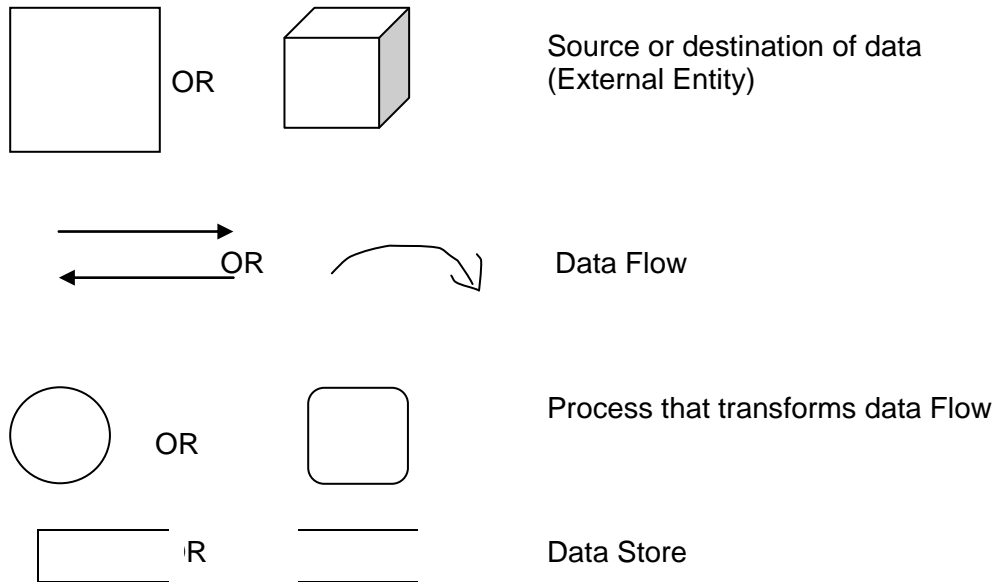 Source or destination of data
OR
(External Entity)
OR
Data Flow
Process that transforms data Flow
OR
R
Data Store